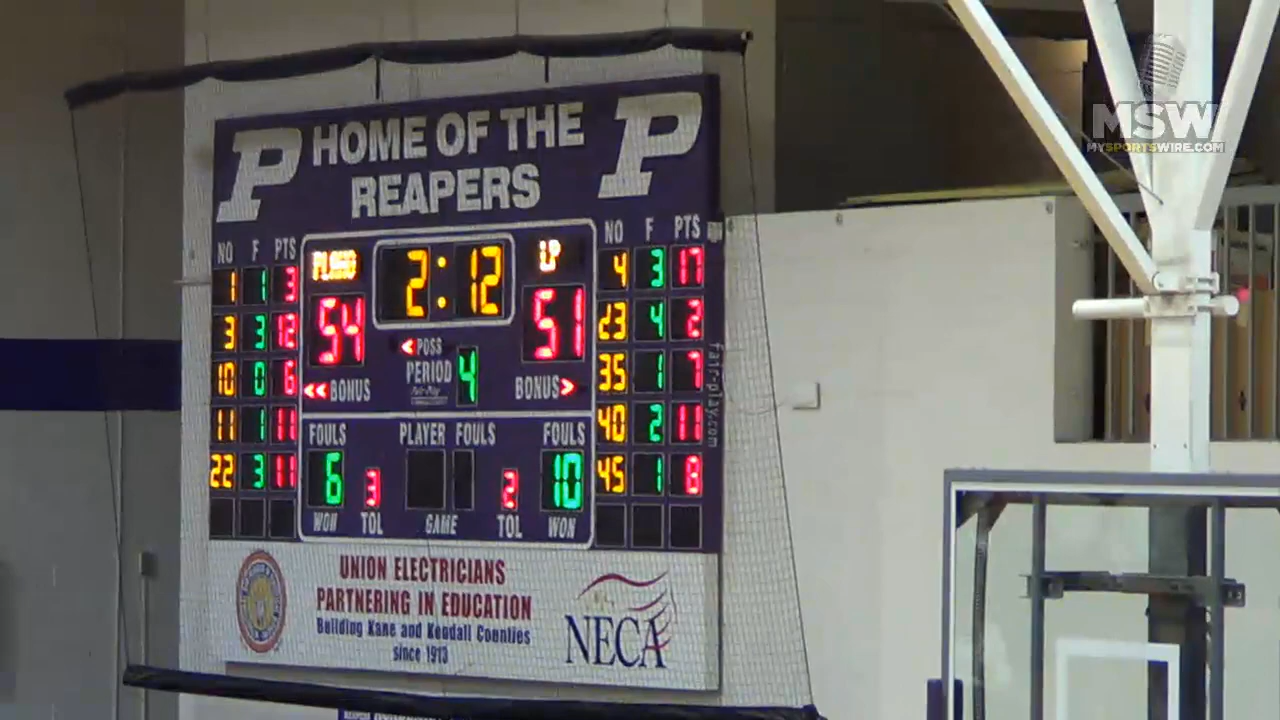 MSW
MYSPORTSWIRE.COM
P HOME OF THE P
REAPERS
NO F PTS
PLANO 2:12 LP
NO F PTS
1 1 3
3 3 12
10 0 6
11 1 11
22 3 11
54 51
POSS
PERIOD 4
Fair-Play
BONUS BONUS
4 3 17
23 4 2
35 1 7
40 2 11
45 1 8
fair-play.com
FOULS PLAYER FOULS FOULS
6 3 2 10
WON TOL GAME TOL WON
UNION ELECTRICIANS
PARTNERING IN EDUCATION
Building Kane and Kendall Counties
since 1913
NECA